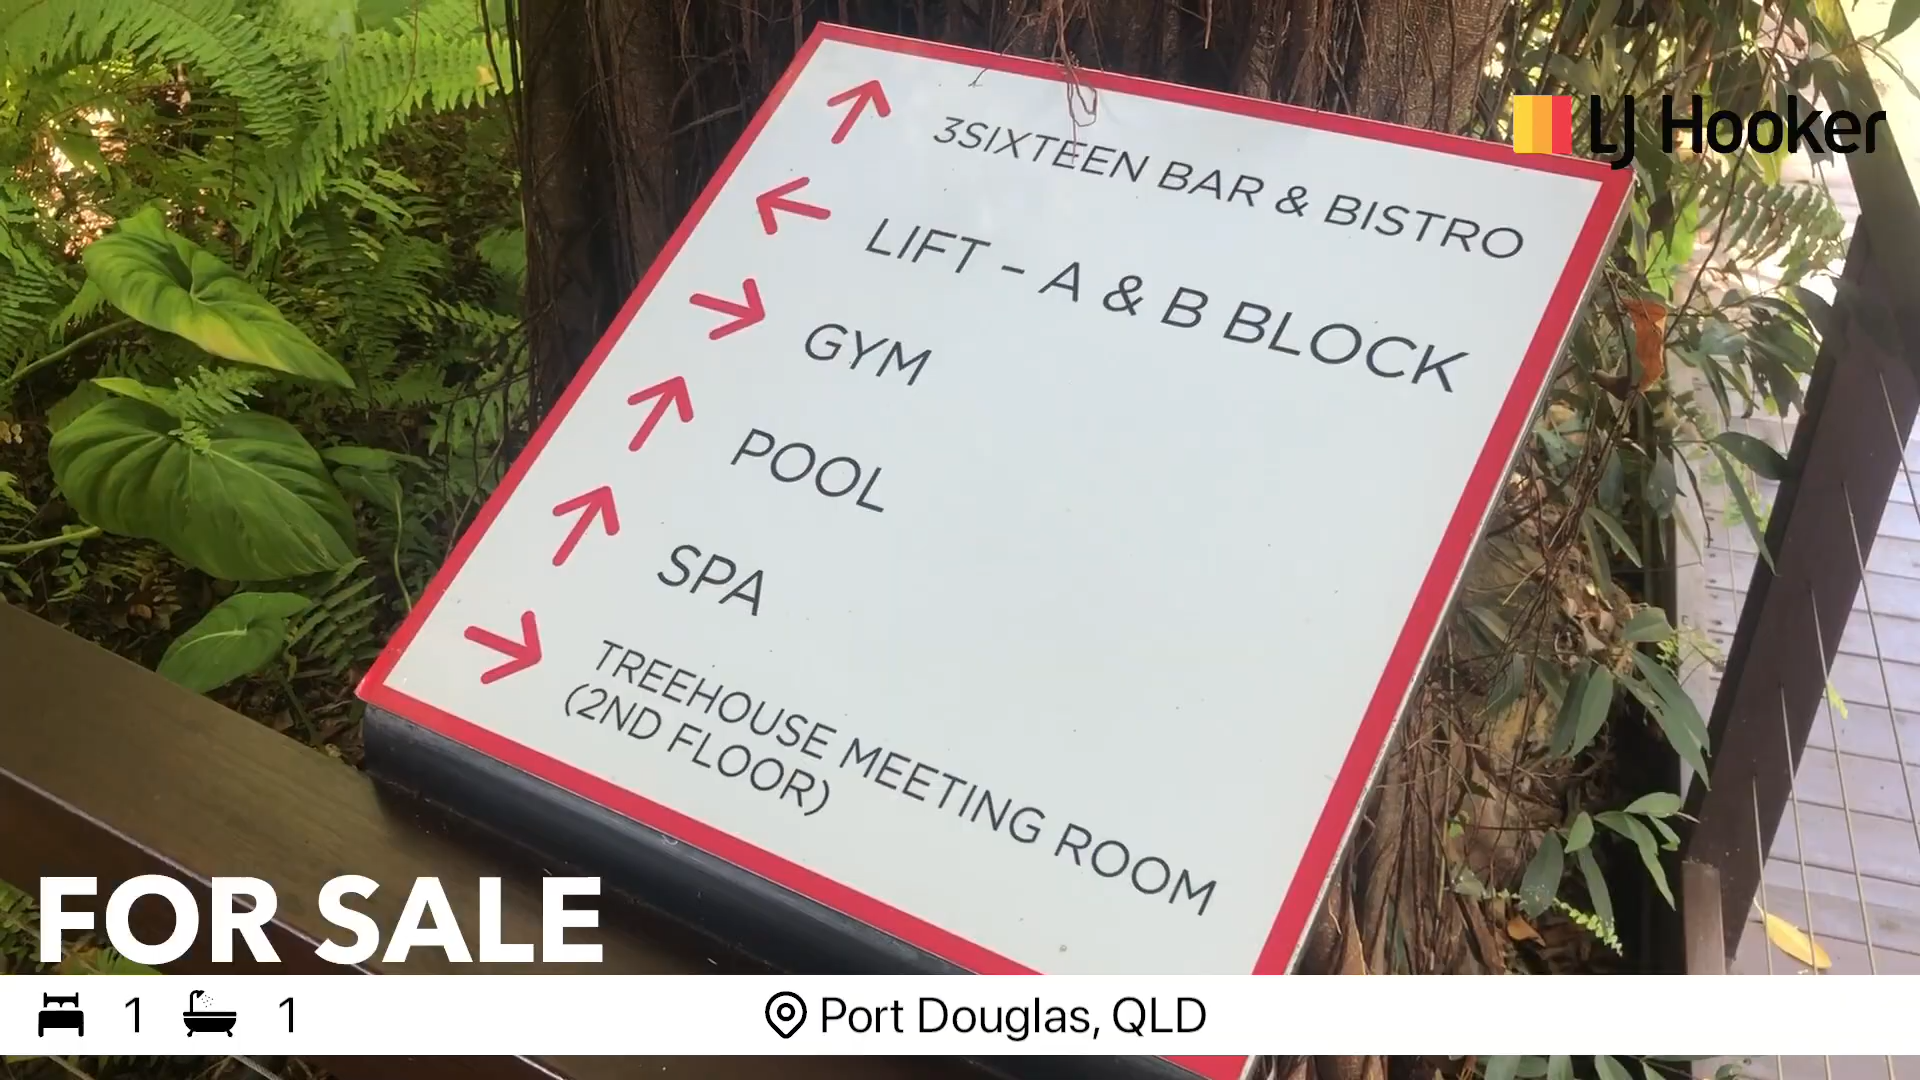 LJ Hooker
3SIXTEEN BAR & BISTRO
LIFT - A & B BLOCK
GYM
POOL
SPA
TREEHOUSE MEETING ROOM
(2ND FLOOR)
FOR SALE
1 1
Port Douglas, QLD